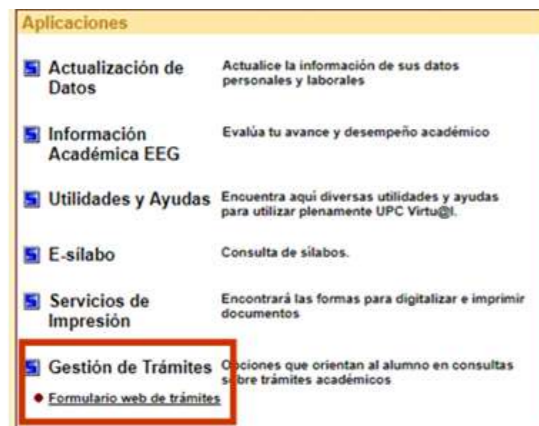 Aplicaciones
Actualización de Datos
Actualice la información de sus datos
personales y laborales
Información
Académica EEG
Evalúa tu avance y desempeño académico
Utilidades y Ayudas
Encuentra aquí diversas utilidades y ayudas
para utilizar plenamente UPC Virtu@l.
E-sílabo
Consulta de sílabos.
Servicios de
Impresión
Encontrará las formas para digitalizar e imprimir
documentos
Gestión de Trámites
Opciones que orientan al alumno en consultas
sobre trámites académicos
Formulario web de trámites